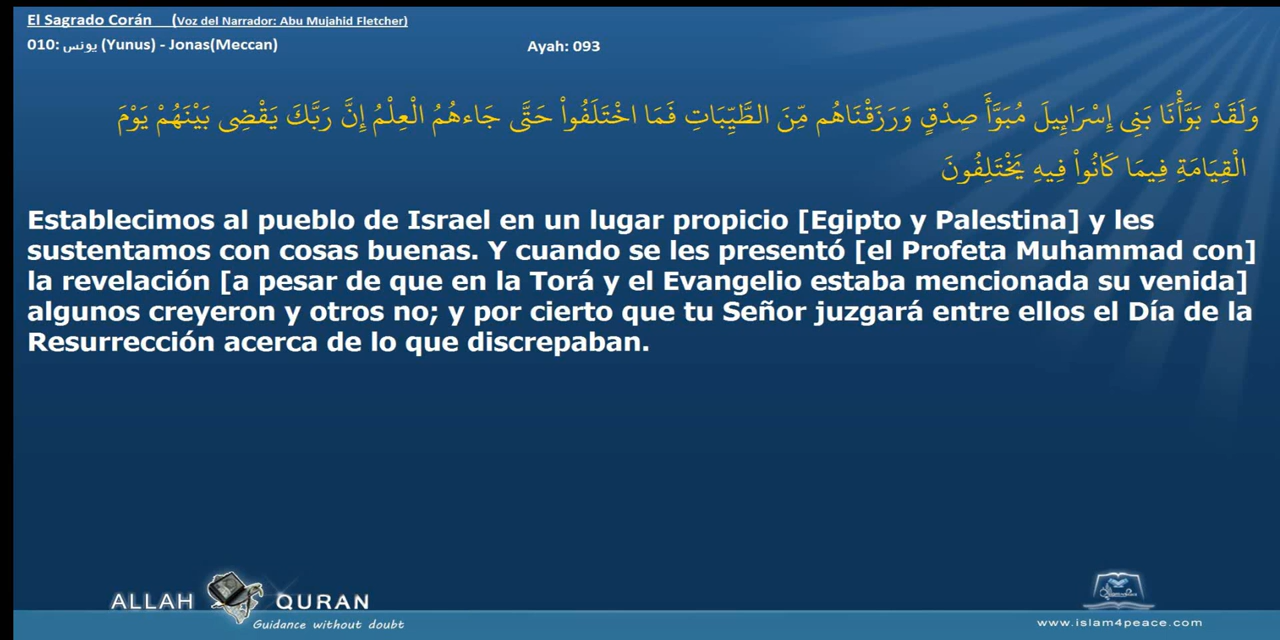 El Sagrado Corán (Voz del Narrador: Abu Mujahid Fletcher)
010: يونس (Yunus) - Jonas(Meccan)
Ayah: 093
وَلَقَدْ بَوَّأْنَا بَنِى إِسْرَايِيلَ مُبَوَّأَ صِدْقٍ وَرَزَقْنَاهُم مِّنَ الطَّيِّبَاتِ فَمَا اخْتَلَفُواْ حَتَّى جَاءهُمُ الْعِلْمُ إِنَّ رَبَّكَ يَقْضِى بَيْنَهُمْ يَوْمَ
الْقِيَامَةِ فِيمَا كَانُواْ فِيهِ يَخْتَلِفُونَ
Establecimos al pueblo de Israel en un lugar propicio [Egipto y Palestina] y les
sustentamos con cosas buenas. Y cuando se les presentó [el Profeta Muhammad con]
la revelación [a pesar de que en la Torá y el Evangelio estaba mencionada su venida]
algunos creyeron y otros no; y por cierto que tu Señor juzgará entre ellos el Día de la
Resurrección acerca de lo que discrepaban.
ALLAH QURAN
Guidance without doubt
www.islam4peace.com